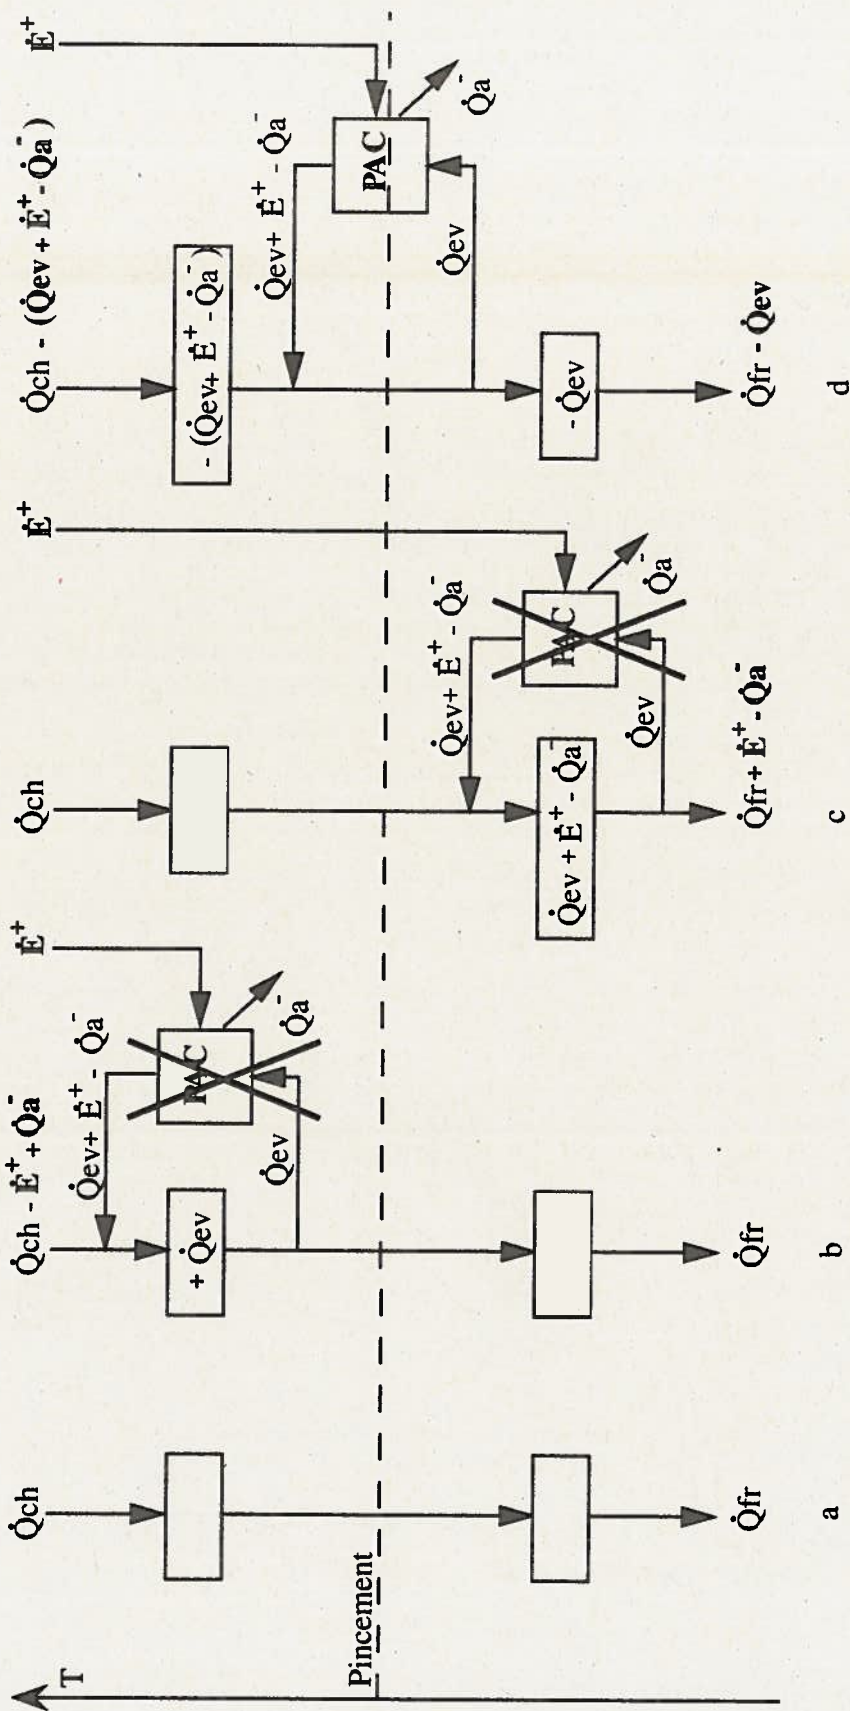 T
Pincement
Q̇ch
Q̇fr
a
Q̇ch - Ė⁺ + Q̇a⁻
Ė⁺
Q̇ev + Ė⁺ - Q̇a⁻
PAC
Q̇a⁻
+ Q̇ev
Q̇ev
Q̇fr
b
Q̇ch
Ė⁺
Q̇ev + Ė⁺ - Q̇a⁻
PAC
Q̇a⁻
Q̇ev + Ė⁺ - Q̇a⁻
Q̇ev
Q̇fr + Ė⁺ - Q̇a⁻
c
Q̇ch - (Q̇ev + Ė⁺ - Q̇a⁻)
Ė⁺
- (Q̇ev + Ė⁺ - Q̇a⁻)
Q̇ev + Ė⁺ - Q̇a⁻
PAC
Q̇a⁻
Q̇ev
- Q̇ev
Q̇fr - Q̇ev
d